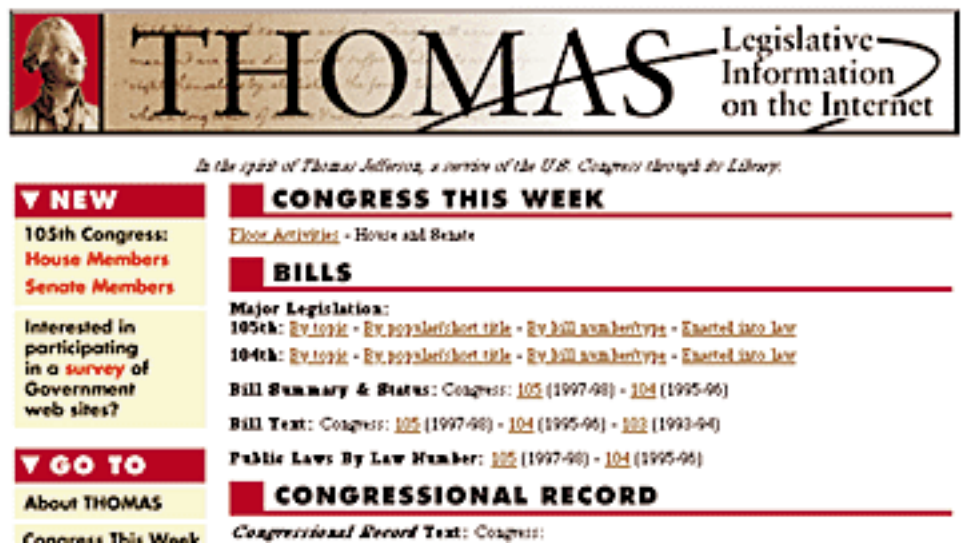 THOMAS
Legislative
Information
on the Internet
In the spirit of Thomas Jefferson, a service of the U.S. Congress through its Library.
NEW
105th Congress:
House Members
Senate Members
Interested in
participating
in a survey of
Government
web sites?
GO TO
About THOMAS
Congress This Week
CONGRESS THIS WEEK
Floor Activities - House and Senate
BILLS
Major Legislation:
105th: By topic - By popular/short title - By bill number/type - Enacted into law
104th: By topic - By popular/short title - By bill number/type - Enacted into law
Bill Summary & Status: Congress: 105 (1997-98) - 104 (1995-96)
Bill Text: Congress: 105 (1997-98) - 104 (1995-96) - 103 (1993-94)
Public Laws By Law Number: 105 (1997-98) - 104 (1995-96)
CONGRESSIONAL RECORD
Congressional Record Text: Congress: